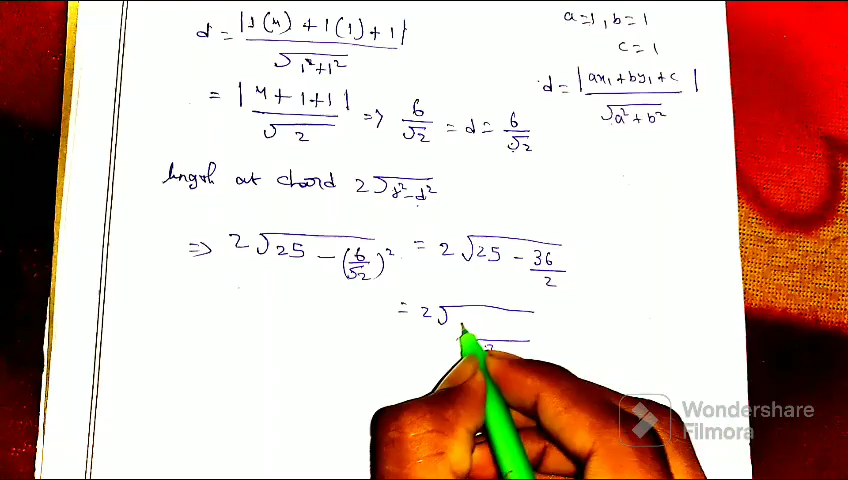 d = |1(4) + 1(1) + 1| / √1²+1²
= |4 + 1 + 1| / √2 => 6/√2 = d = 6/√2
a=1, b=1
c=1
d = |ax₁+by₁+c| / √a²+b²
length at chord 2√r²-d²
=> 2√25 - (6/√2)² = 2√25 - 36/2
= 2√
2
Wondershare
Filmora